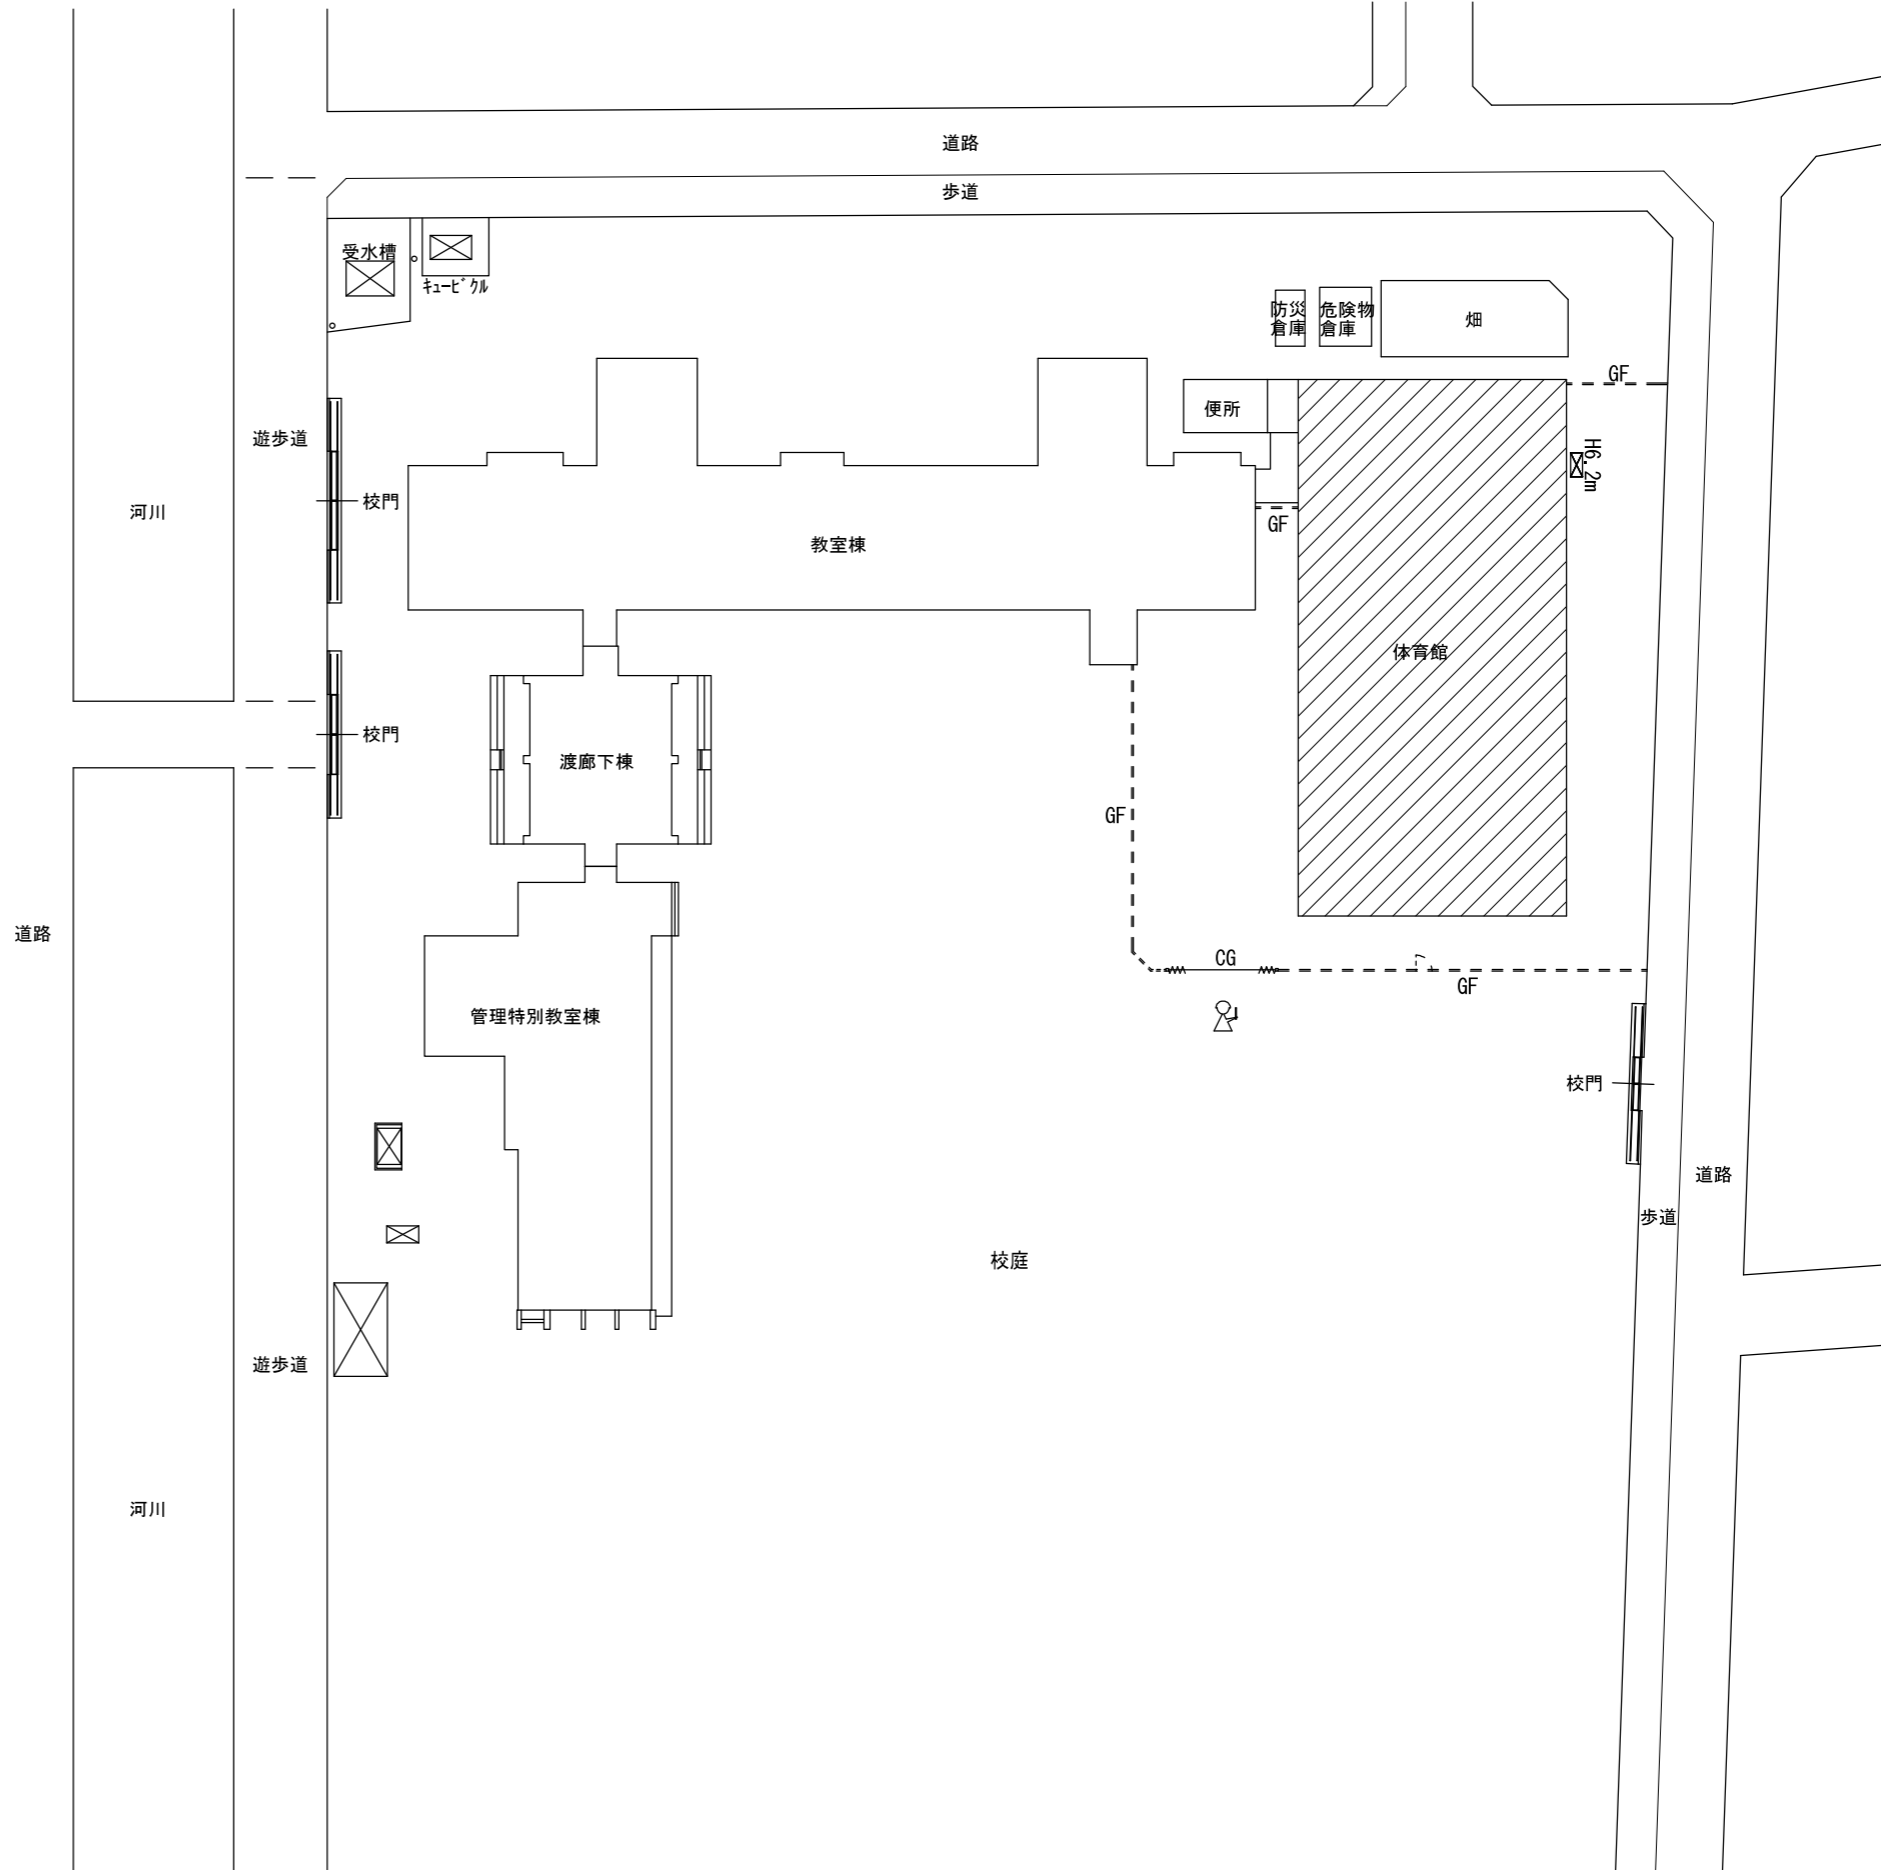 道路
歩道
受水槽
ｷｭｰﾋﾞｸﾙ
防災
倉庫
危険物
倉庫
畑
GF
便所
遊歩道
H6.2m
校門
河川
GF
教室棟
体育館
校門
渡廊下棟
GF
道路
CG
GF
管理特別教室棟
校門
道路
歩道
校庭
遊歩道
河川